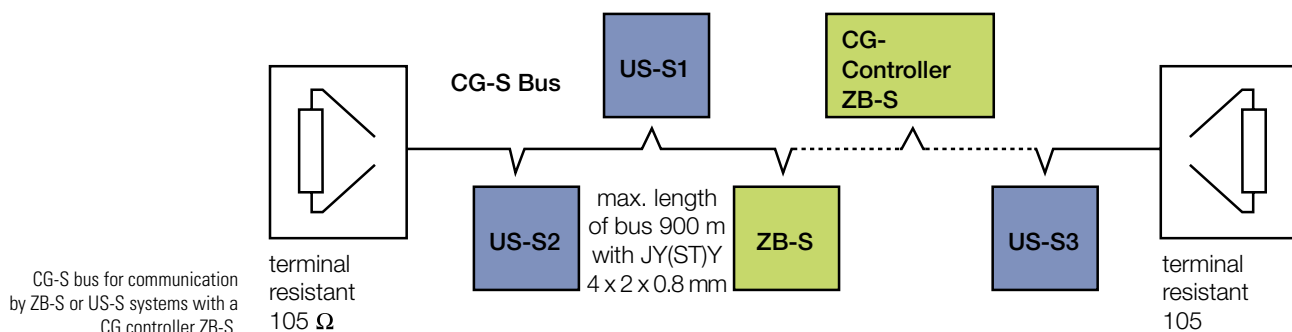 CG-S Bus
US-S1
CG-
Controller
ZB-S
US-S2
max. length
of bus 900 m
with JY(ST)Y
4 x 2 x 0.8 mm
ZB-S
US-S3
terminal
resistant
105 Ω
terminal
resistant
105
CG-S bus for communication
by ZB-S or US-S systems with a
CG controller ZB-S.